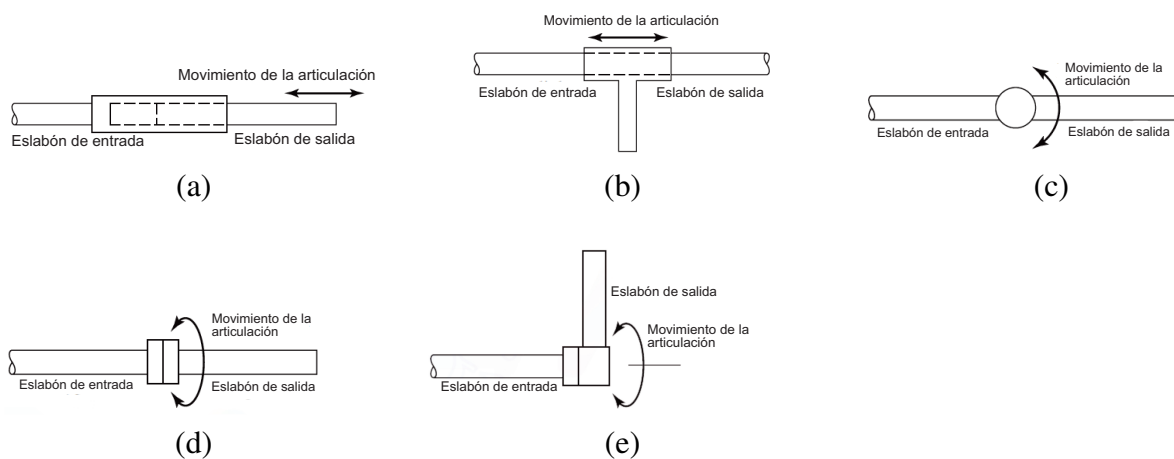 Movimiento de la articulación
Eslabón de entrada
Eslabón de salida
(a)
Movimiento de la articulación
Eslabón de entrada
Eslabón de salida
(b)
Movimiento de la
articulación
Eslabón de entrada
Eslabón de salida
(c)
Movimiento de la
articulación
Eslabón de entrada
Eslabón de salida
(d)
Eslabón de salida
Movimiento de la
articulación
Eslabón de entrada
(e)